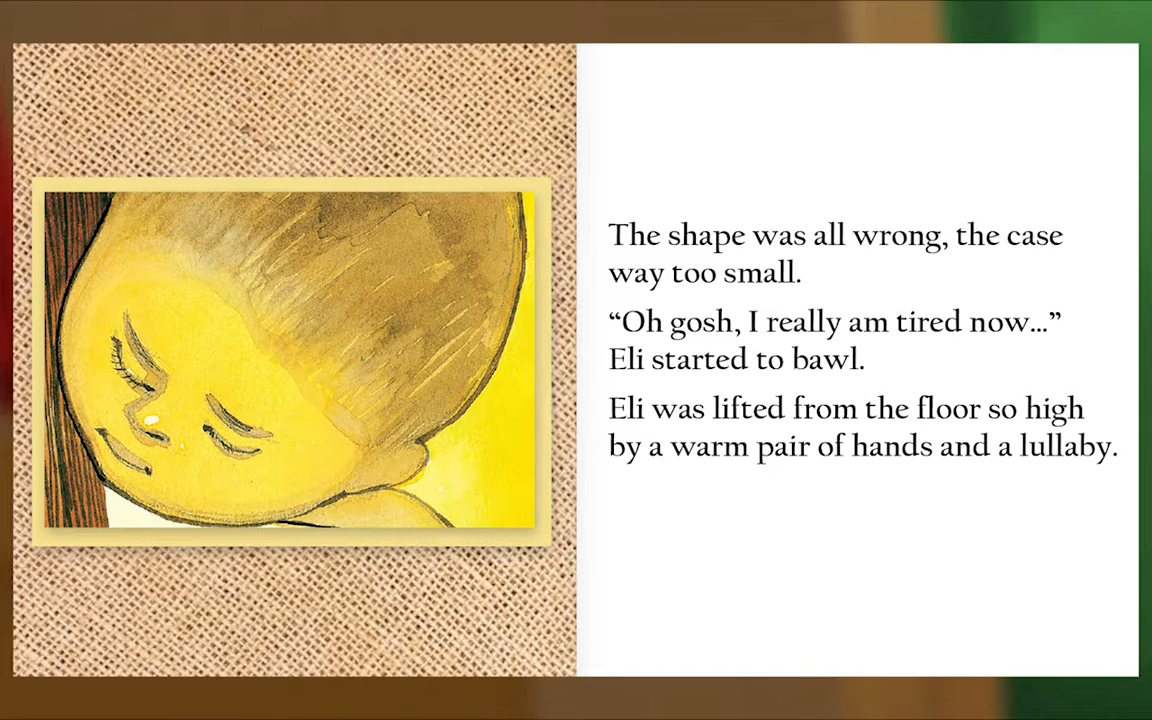 The shape was all wrong, the case
way too small.
“Oh gosh, I really am tired now...”
Eli started to bawl.
Eli was lifted from the floor so high
by a warm pair of hands and a lullaby.